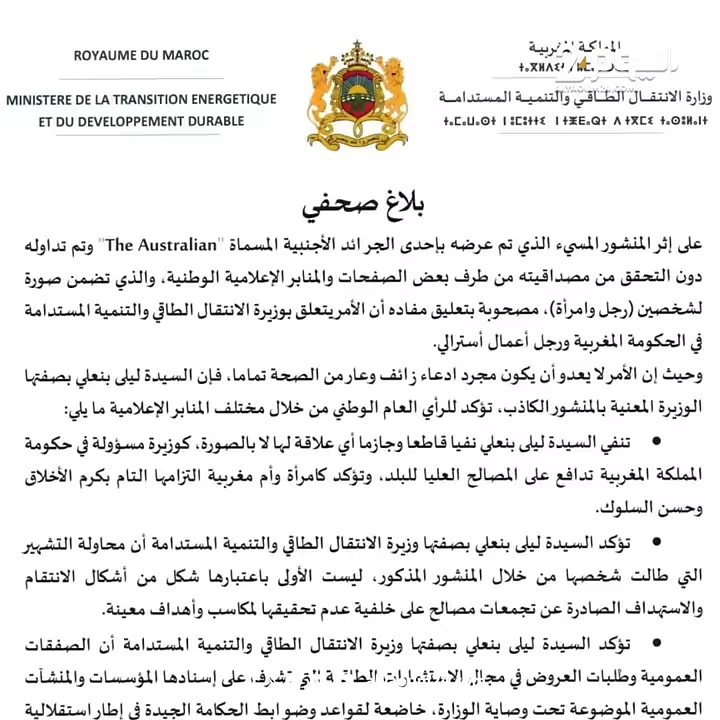 ROYAUME DU MAROC
MINISTERE DE LA TRANSITION ENERGETIQUE
ET DU DEVELOPPEMENT DURABLE
وزارة الانتقال الطاقي والتنمية المستدامة
بلاغ صحفي
على إثر المنشور المسيء الذي تم عرضه بإحدى الجرائد الأجنبية المسماة "The Australian" وتم تداوله
دون التحقق من مصداقيته من طرف بعض الصفحات والمنابر الإعلامية الوطنية، والذي تضمن صورة
لشخصين (رجل وامرأة)، مصحوبة بتعليق مفاده أن الأمر يتعلق بوزيرة الانتقال الطاقي والتنمية المستدامة
في الحكومة المغربية ورجل أعمال أسترالي.
وحيث إن الأمر لا يعدو أن يكون مجرد ادعاء زائف وعار من الصحة تماما، فإن السيدة ليلى بنعلي بصفتها
الوزيرة المعنية بالمنشور الكاذب، تؤكد للرأي العام الوطني من خلال مختلف المنابر الإعلامية ما يلي:
• تنفي السيدة ليلى بنعلي نفيا قاطعا وجازما أي علاقة لها لا بالصورة، كوزيرة مسؤولة في حكومة
المملكة المغربية تدافع على المصالح العليا للبلد، وتؤكد كامرأة وأم مغربية التزامها التام بكرم الأخلاق
وحسن السلوك.
• تؤكد السيدة ليلى بنعلي بصفتها وزيرة الانتقال الطاقي والتنمية المستدامة أن محاولة التشهير
التي طالت شخصها من خلال المنشور المذكور، ليست الأولى باعتبارها شكل من أشكال الانتقام
والاستهداف الصادرة عن تجمعات مصالح على خلفية عدم تحقيقها لمكاسب وأهداف معينة.
• تؤكد السيدة ليلى بنعلي بصفتها وزيرة الانتقال الطاقي والتنمية المستدامة أن الصفقات
العمومية وطلبات العروض في مجال الاستثمارات الطاقية التي تشرف على إسنادها المؤسسات والمنشآت
العمومية الموضوعة تحت وصاية الوزارة، خاضعة لقواعد وضوابط الحكامة الجيدة في إطار استقلالية